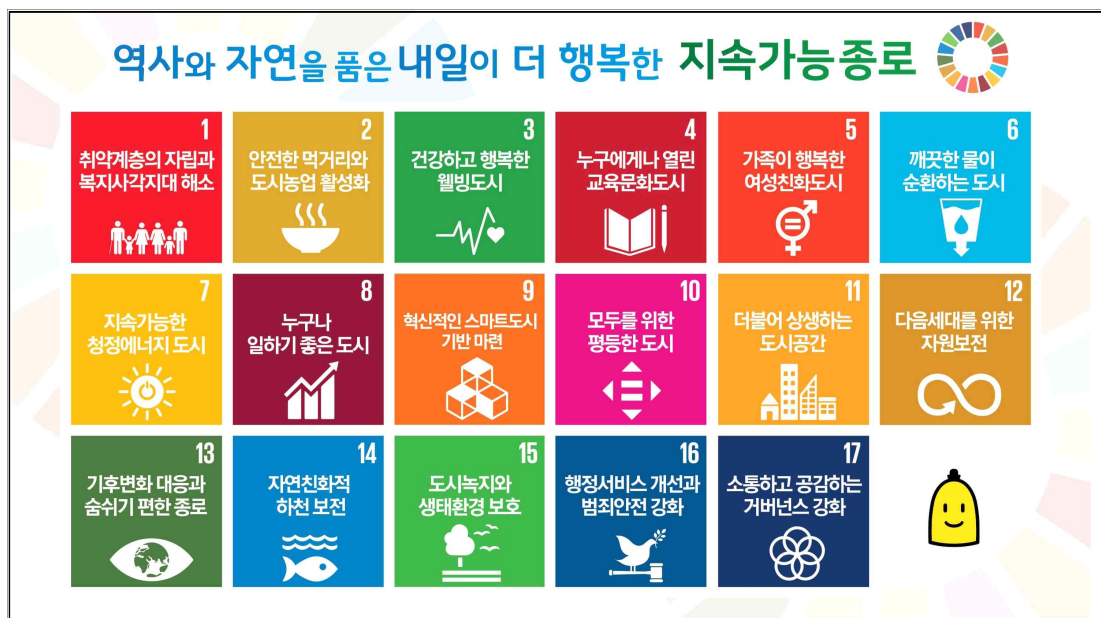 역사와 자연을 품은 내일이 더 행복한 지속가능종로
1
취약계층의 자립과
복지사각지대 해소
2
안전한 먹거리와
도시농업 활성화
3
건강하고 행복한
웰빙도시
4
누구에게나 열린
교육문화도시
5
가족이 행복한
여성친화도시
6
깨끗한 물이
순환하는 도시
7
지속가능한
청정에너지 도시
8
누구나
일하기 좋은 도시
9
혁신적인 스마트도시
기반 마련
10
모두를 위한
평등한 도시
11
더불어 상생하는
도시공간
12
다음세대를 위한
자원보전
13
기후변화 대응과
숨쉬기 편한 종로
14
자연친화적
하천 보전
15
도시녹지와
생태환경 보호
16
행정서비스 개선과
범죄안전 강화
17
소통하고 공감하는
거버넌스 강화